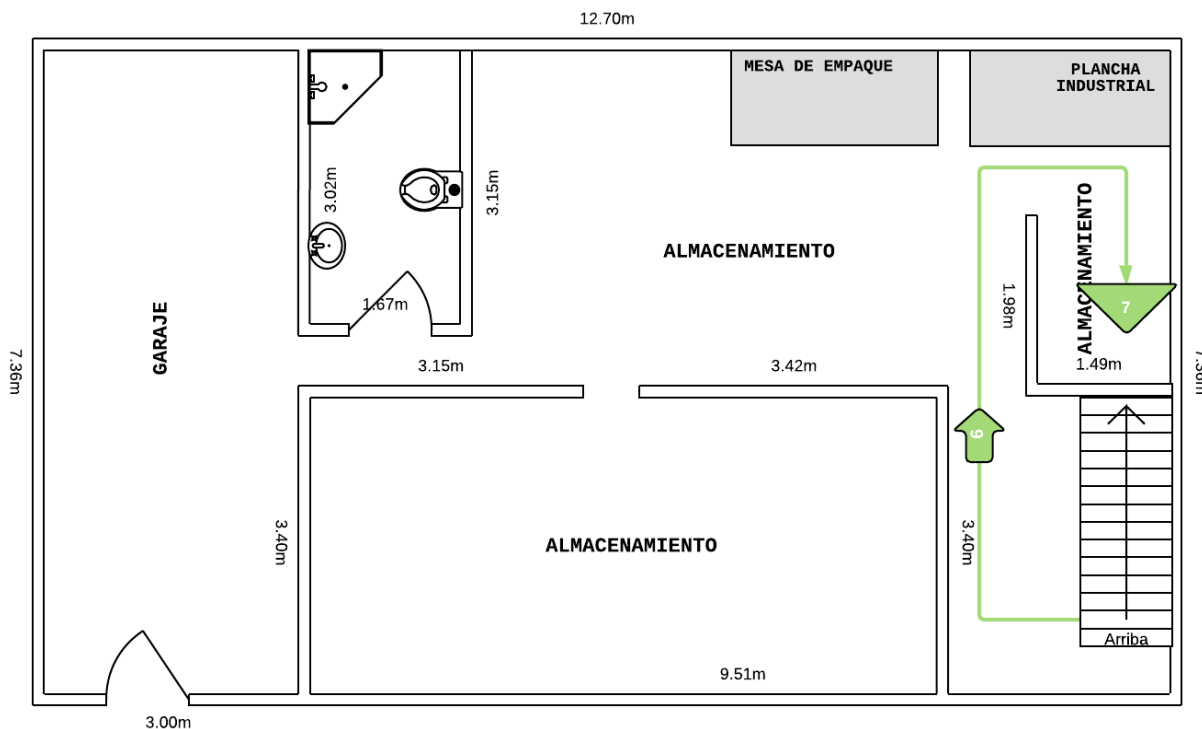 12.70m
MESA DE EMPAQUE
PLANCHA
INDUSTRIAL
3.02m
3.15m
ALMACENAMIENTO
ALMACENAMIENTO
7
1.67m
1.98m
GARAJE
7.36m
3.15m
3.42m
1.49m
7.36m
6
3.40m
ALMACENAMIENTO
3.40m
Arriba
9.51m
3.00m